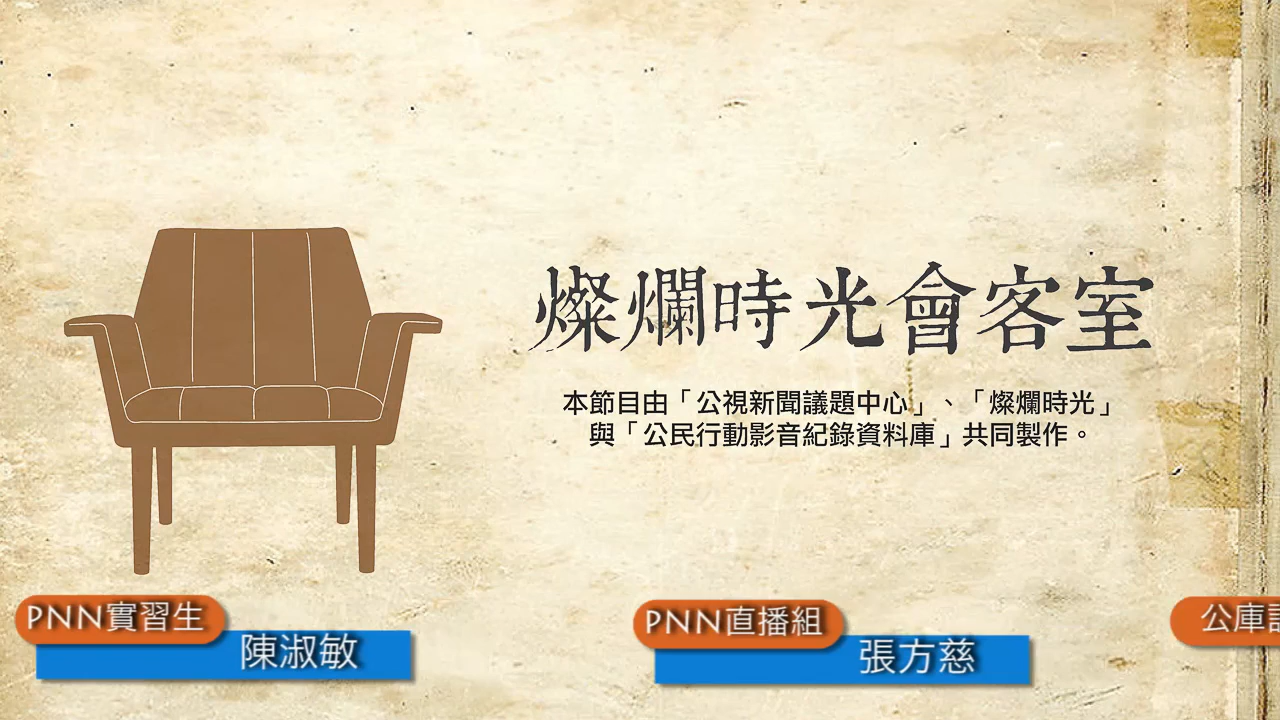 燦爛時光會客室
本節目由「公視新聞議題中心」、「燦爛時光」
與「公民行動影音紀錄資料庫」共同製作。
PNN實習生
陳淑敏
PNN直播組
張方慈
公庫